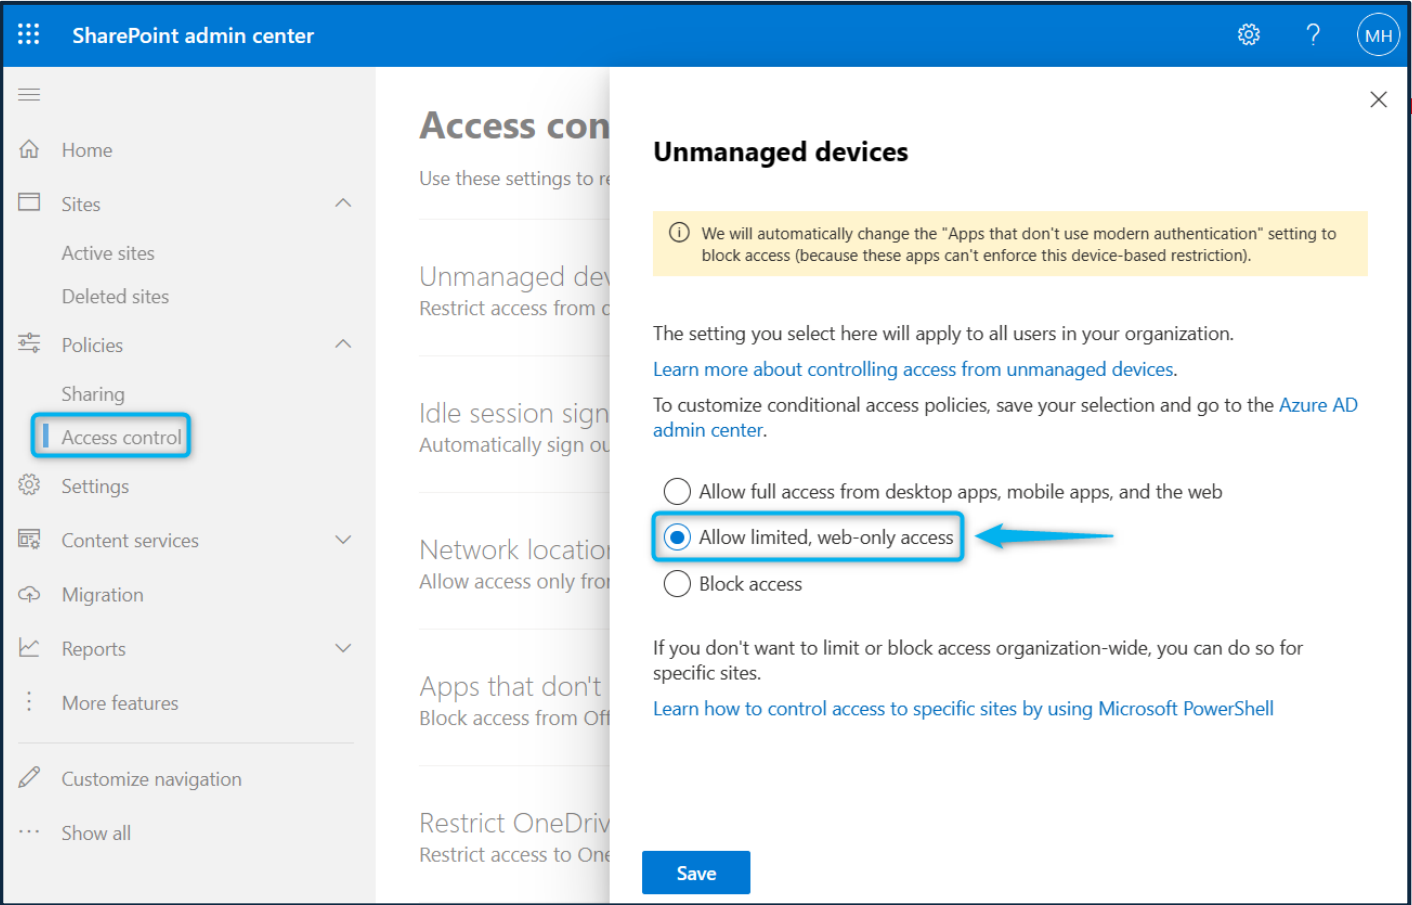 SharePoint admin center
?
MH
Home
Sites
Active sites
Deleted sites
Policies
Sharing
Access control
Settings
Content services
Migration
Reports
More features
Customize navigation
Show all
Access con
Use these settings to re
Unmanaged dev
Restrict access from d
Idle session sign
Automatically sign ou
Network location
Allow access only from
Apps that don't
Block access from Off
Restrict OneDriv
Restrict access to One
Unmanaged devices
We will automatically change the "Apps that don't use modern authentication" setting to
block access (because these apps can't enforce this device-based restriction).
The setting you select here will apply to all users in your organization.
Learn more about controlling access from unmanaged devices.
To customize conditional access policies, save your selection and go to the Azure AD
admin center.
Allow full access from desktop apps, mobile apps, and the web
Allow limited, web-only access
Block access
If you don't want to limit or block access organization-wide, you can do so for
specific sites.
Learn how to control access to specific sites by using Microsoft PowerShell
Save